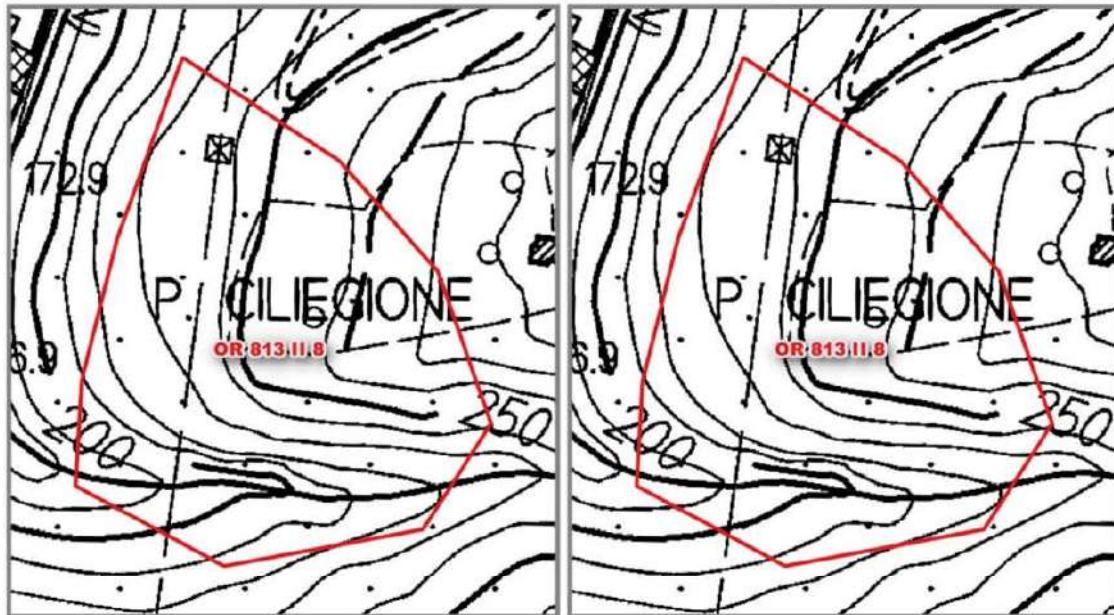 172.9
P. CILIEGIONE
OR 813 II 8
6.9
200
250
172.9
P. CILIEGIONE
OR 813 II 8
6.9
200
250